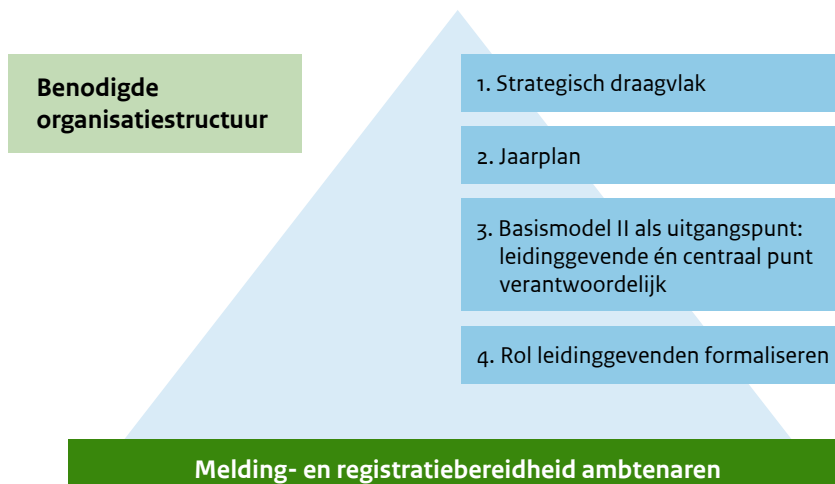 Benodigde
organisatiestructuur
1. Strategisch draagvlak
2. Jaarplan
3. Basismodel II als uitgangspunt:
leidinggevende én centraal punt
verantwoordelijk
4. Rol leidinggevenden formaliseren
Melding- en registratiebereidheid ambtenaren